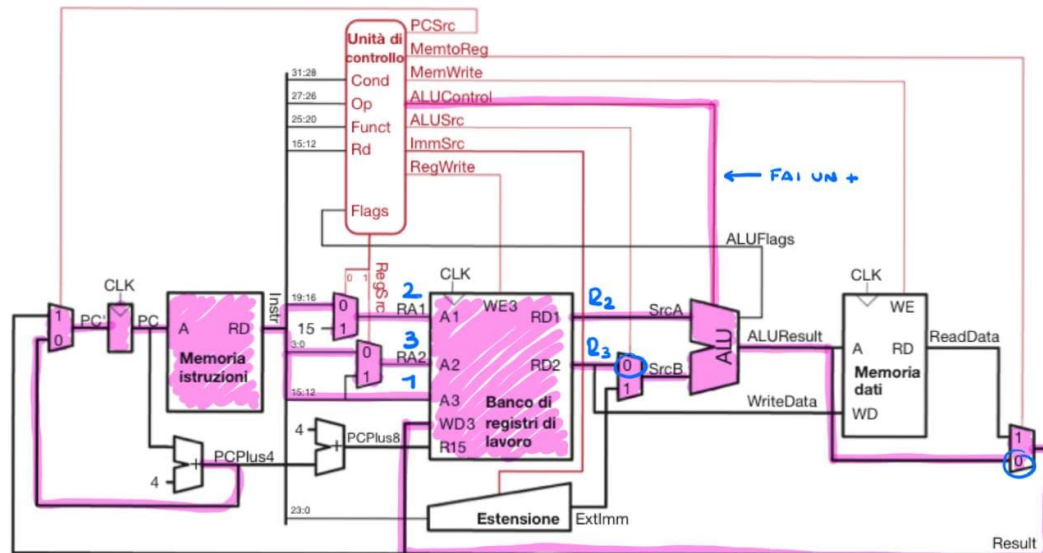 PCSrc
Unità di
controllo
MemtoReg
MemWrite
31:28
Cond
27:26
Op
ALUControl
25:20
Funct
ALUSrc
15:12
Rd
ImmSrc
RegWrite
← FAI UN +
Flags
ALUFlags
RegSrc
0 1
CLK
Instr
CLK
CLK
1
0
PC'
PC
A
RD
Memoria
istruzioni
19:16
0
15
1
2
RA1
A1
WE3
RD1
R2
SrcA
ALU
ALUResult
WE
A
RD
ReadData
Memoria
dati
WD
3:0
0
1
3
RA2
A2
RD2
R3
0
1
SrcB
WriteData
1
15:12
A3
Banco di
registri di
lavoro
WD3
R15
1
0
4
+
PCPlus8
PCPlus4
4
+
23:0
Estensione
ExtImm
Result